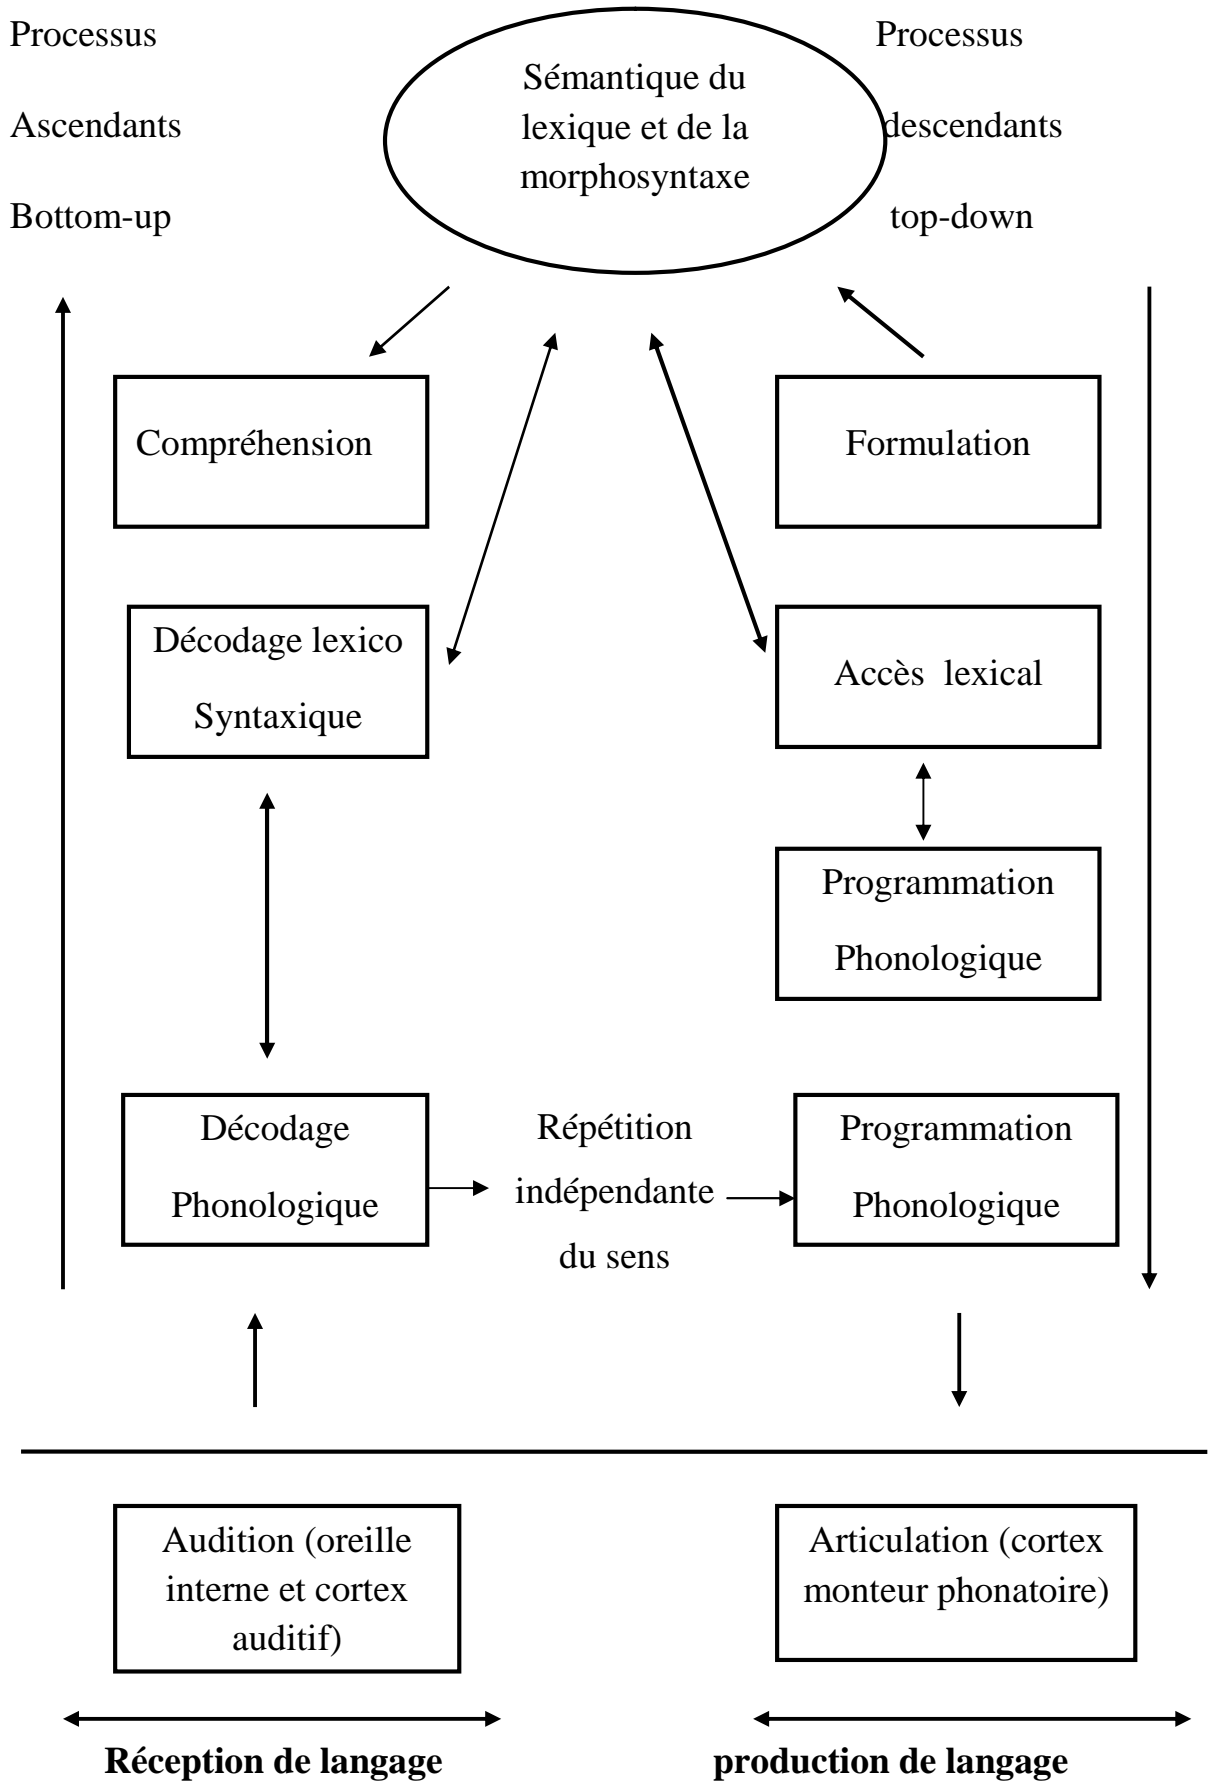 Processus
Ascendants
Bottom-up
Sémantique du
lexique et de la
morphosyntaxe
Processus
descendants
top-down
Compréhension
Formulation
Décodage lexico
Syntaxique
Accès lexical
Programmation
Phonologique
Décodage
Phonologique
Répétition
indépendante
du sens
Programmation
Phonologique
Audition (oreille
interne et cortex
auditif)
Articulation (cortex
monteur phonatoire)
Réception de langage
production de langage